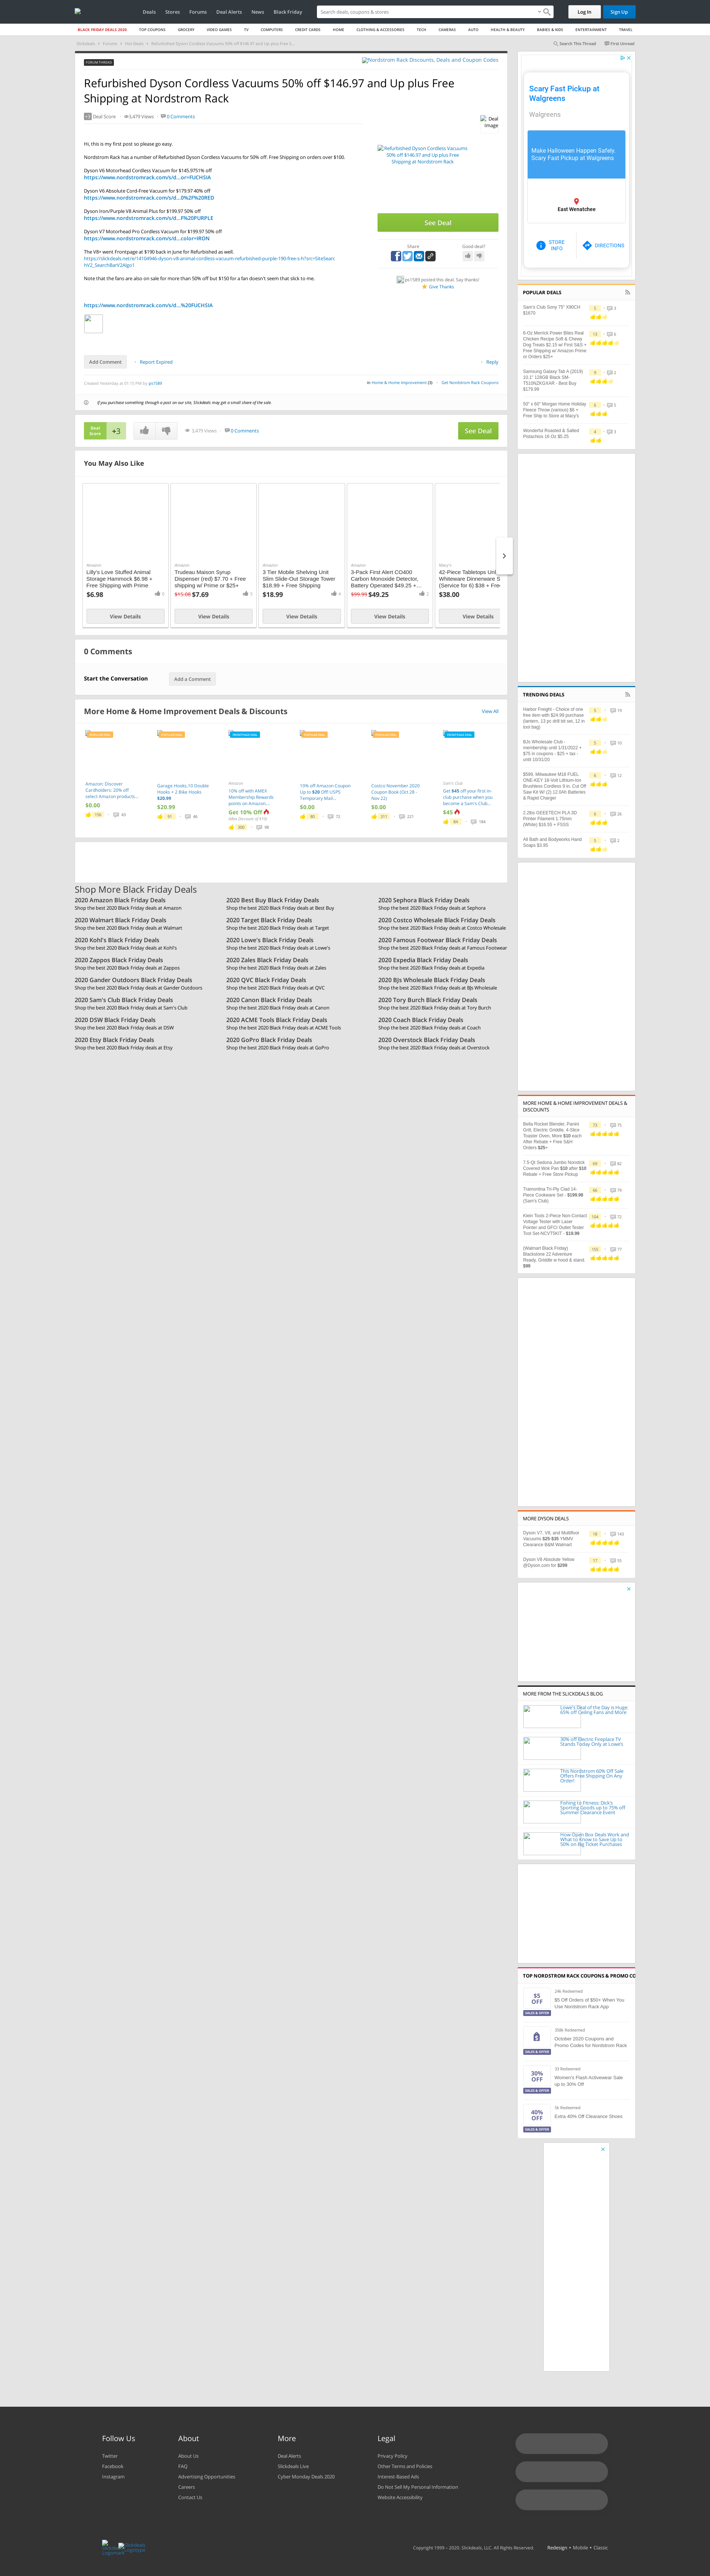 Deals Stores Forums Deal Alerts News Black Friday
Search deals, coupons & stores
Log In
Sign Up
BLACK FRIDAY DEALS 2020 TOP COUPONS GROCERY VIDEO GAMES TV COMPUTERS CREDIT CARDS HOME CLOTHING & ACCESSORIES TECH CAMERAS AUTO HEALTH & BEAUTY BABIES & KIDS ENTERTAINMENT TRAVEL
Slickdeals > Forums > Hot Deals > Refurbished Dyson Cordless Vacuums 50% off $146.97 and Up plus Free S...
Search This Thread
First Unread
FORUM THREAD
Nordstrom Rack Discounts, Deals and Coupon Codes
Refurbished Dyson Cordless Vacuums 50% off $146.97 and Up plus Free Shipping at Nordstrom Rack
+3 Deal Score
3,479 Views
0 Comments
Deal Image
Hi, this is my first post so please go easy.
Nordstrom Rack has a number of Refurbished Dyson Cordless Vacuums for 50% off. Free Shipping on orders over $100.
Dyson V6 Motorhead Cordless Vacuum for $145.9751% off
https://www.nordstromrack.com/s/d...or=FUCHSIA
Dyson V6 Absolute Cord-Free Vacuum for $179.97 40% off
https://www.nordstromrack.com/s/d...0%2F%20RED
Dyson Iron/Purple V8 Animal Plus for $199.97 50% off
https://www.nordstromrack.com/s/d...F%20PURPLE
Dyson V7 Motorhead Pro Cordless Vacuum for $199.97 50% off
https://www.nordstromrack.com/s/d...color=IRON
The V8+ went Frontpage at $190 back in June for Refurbished as well.
https://slickdeals.net/e/14104946-dyson-v8-animal-cordless-vacuum-refurbished-purple-190-free-s-h?src=SiteSearchV2_SearchBarV2Algo1
Note that the fans are also on sale for more than 50% off & $150 for a fan doesn't seem that slick to me.
https://www.nordstromrack.com/s/d...%20FUCHSIA
Refurbished Dyson Cordless Vacuums 50% off $146.97 and Up plus Free Shipping at Nordstrom Rack
See Deal
Share
Good deal?
ps1589 posted this deal. Say thanks!
Give Thanks
Add Comment
Report Expired
Reply
Created Yesterday at 01:15 PM by ps1589
in Home & Home Improvement (3)
Get Nordstrom Rack Coupons
If you purchase something through a post on our site, Slickdeals may get a small share of the sale.
Deal Score +3
3,479 Views
0 Comments
See Deal
You May Also Like
Amazon
Lilly's Love Stuffed Animal Storage Hammock $6.98 + Free Shipping with Prime
$6.98
View Details
Amazon
Trudeau Maison Syrup Dispenser (red) $7.70 + Free shipping w/ Prime or $25+
$15.08 $7.69
View Details
Amazon
3 Tier Mobile Shelving Unit Slim Slide-Out Storage Tower $18.99 + Free Shipping
$18.99
View Details
Amazon
3-Pack First Alert CO400 Carbon Monoxide Detector, Battery Operated $49.25 +...
$99.99 $49.25
View Details
Macy's
42-Piece Tabletops Unl
Whiteware Dinnerware S
(Service for 6) $38 + Free
$38.00
View Details
0 Comments
Start the Conversation
Add a Comment
More Home & Home Improvement Deals & Discounts
View All
Amazon: Discover Cardholders: 20% off select Amazon products...
$0.00
Garage Hooks,10 Double Hooks + 2 Bike Hooks $20.99
$20.99
Amazon
10% off with AMEX Membership Rewards points on Amazon...
Get 10% Off
(Max Discount of $15)
10% off Amazon Coupon Up to $20 Off USPS Temporary Mail...
$0.00
Costco November 2020 Coupon Book (Oct 28 - Nov 22)
$0.00
Sam's Club
Get $45 off your first in-club purchase when you become a Sam's Club...
$45
Shop More Black Friday Deals
2020 Amazon Black Friday Deals
Shop the best 2020 Black Friday deals at Amazon
2020 Best Buy Black Friday Deals
Shop the best 2020 Black Friday deals at Best Buy
2020 Sephora Black Friday Deals
Shop the best 2020 Black Friday deals at Sephora
2020 Walmart Black Friday Deals
Shop the best 2020 Black Friday deals at Walmart
2020 Target Black Friday Deals
Shop the best 2020 Black Friday deals at Target
2020 Costco Wholesale Black Friday Deals
Shop the best 2020 Black Friday deals at Costco Wholesale
2020 Kohl's Black Friday Deals
Shop the best 2020 Black Friday deals at Kohl's
2020 Lowe's Black Friday Deals
Shop the best 2020 Black Friday deals at Lowe's
2020 Famous Footwear Black Friday Deals
Shop the best 2020 Black Friday deals at Famous Footwear
2020 Zappos Black Friday Deals
Shop the best 2020 Black Friday deals at Zappos
2020 Zales Black Friday Deals
Shop the best 2020 Black Friday deals at Zales
2020 Expedia Black Friday Deals
Shop the best 2020 Black Friday deals at Expedia
2020 Gander Outdoors Black Friday Deals
Shop the best 2020 Black Friday deals at Gander Outdoors
2020 QVC Black Friday Deals
Shop the best 2020 Black Friday deals at QVC
2020 BJs Wholesale Black Friday Deals
Shop the best 2020 Black Friday deals at BJs Wholesale
2020 Sam's Club Black Friday Deals
Shop the best 2020 Black Friday deals at Sam's Club
2020 Canon Black Friday Deals
Shop the best 2020 Black Friday deals at Canon
2020 Tory Burch Black Friday Deals
Shop the best 2020 Black Friday deals at Tory Burch
2020 DSW Black Friday Deals
Shop the best 2020 Black Friday deals at DSW
2020 ACME Tools Black Friday Deals
Shop the best 2020 Black Friday deals at ACME Tools
2020 Coach Black Friday Deals
Shop the best 2020 Black Friday deals at Coach
2020 Etsy Black Friday Deals
Shop the best 2020 Black Friday deals at Etsy
2020 GoPro Black Friday Deals
Shop the best 2020 Black Friday deals at GoPro
2020 Overstock Black Friday Deals
Shop the best 2020 Black Friday deals at Overstock
Scary Fast Pickup at Walgreens
Walgreens
Make Halloween Happen Safely. Scary Fast Pickup at Walgreens
East Wenatchee
STORE INFO
DIRECTIONS
POPULAR DEALS
Sam's Club Sony 75" X90CH $1670
6-Oz Merrick Power Bites Real Chicken Recipe Soft & Chewy Dog Treats $2.15 w/ First S&S + Free Shipping w/ Amazon Prime or Orders $25+
Samsung Galaxy Tab A (2019) 10.1" 128GB Black SM-T510NZKGXAR - Best Buy $179.99
50" x 60" Morgan Home Holiday Fleece Throw (various) $6 + Free Ship to Store at Macy's
Wonderful Roasted & Salted Pistachios 16 Oz $5.25
TRENDING DEALS
Harbor Freight - Choice of one free item with $24.99 purchase (lantern, 13 pc drill bit set, 12 in tool bag)
BJs Wholesale Club - membership until 1/31/2022 + $75 in coupons - $25 + tax - until 10/31/20
$599, Milwaukee M18 FUEL ONE-KEY 18-Volt Lithium-Ion Brushless Cordless 9 in. Cut Off Saw Kit W/ (2) 12.0Ah Batteries & Rapid Charger
2.2lbs GEEETECH PLA 3D Printer Filament 1.75mm (White) $16.55 + FSSS
Alt Bath and Bodyworks Hand Soaps $3.95
MORE HOME & HOME IMPROVEMENT DEALS & DISCOUNTS
Bella Rocket Blender, Panini Grill, Electric Griddle, 4-Slice Toaster Oven, More $10 each After Rebate + Free S&H Orders $25+
7.5-Qt Sedona Jumbo Nonstick Covered Wok Pan $10 after $10 Rebate + Free Store Pickup
Tramontina Tri-Ply Clad 14-Piece Cookware Set - $199.98 (Sam's Club)
Klein Tools 2-Piece Non-Contact Voltage Tester with Laser Pointer and GFCI Outlet Tester Tool Set NCVT5KIT - $19.99
(Walmart Black Friday) Blackstone 22 Adventure Ready, Griddle w hood & stand. $99
MORE DYSON DEALS
Dyson V7, V8, and Multifloor Vacuums $25-$35 YMMV Clearance B&M Walmart
Dyson V8 Absolute Yellow @Dyson.com for $299
MORE FROM THE SLICKDEALS BLOG
Lowe's Deal of the Day is Huge: 65% off Ceiling Fans and More
30% off Electric Fireplace TV Stands Today Only at Lowe's
This Nordstrom 60% Off Sale Offers Free Shipping On Any Order!
Fishing to Fitness: Dick's Sporting Goods up to 75% off Summer Clearance Event
How Open Box Deals Work and What to Know to Save Up to 50% on Big Ticket Purchases
TOP NORDSTROM RACK COUPONS & PROMO CO
$5 OFF
SALES & OFFER
24k Redeemed
$5 Off Orders of $50+ When You Use Nordstrom Rack App
SALES & OFFER
October 2020 Coupons and Promo Codes for Nordstrom Rack
30% OFF
SALES & OFFER
33 Redeemed
Women's Flash Activewear Sale up to 30% Off
40% OFF
SALES & OFFER
1k Redeemed
Extra 40% Off Clearance Shoes
Follow Us
Twitter
Facebook
Instagram
About
About Us
FAQ
Advertising Opportunities
Careers
Contact Us
More
Deal Alerts
Slickdeals Live
Cyber Monday Deals 2020
Legal
Privacy Policy
Other Terms and Policies
Interest-Based Ads
Do Not Sell My Personal Information
Website Accessibility
Copyright 1999 - 2020. Slickdeals, LLC. All Rights Reserved.
Redesign • Mobile • Classic